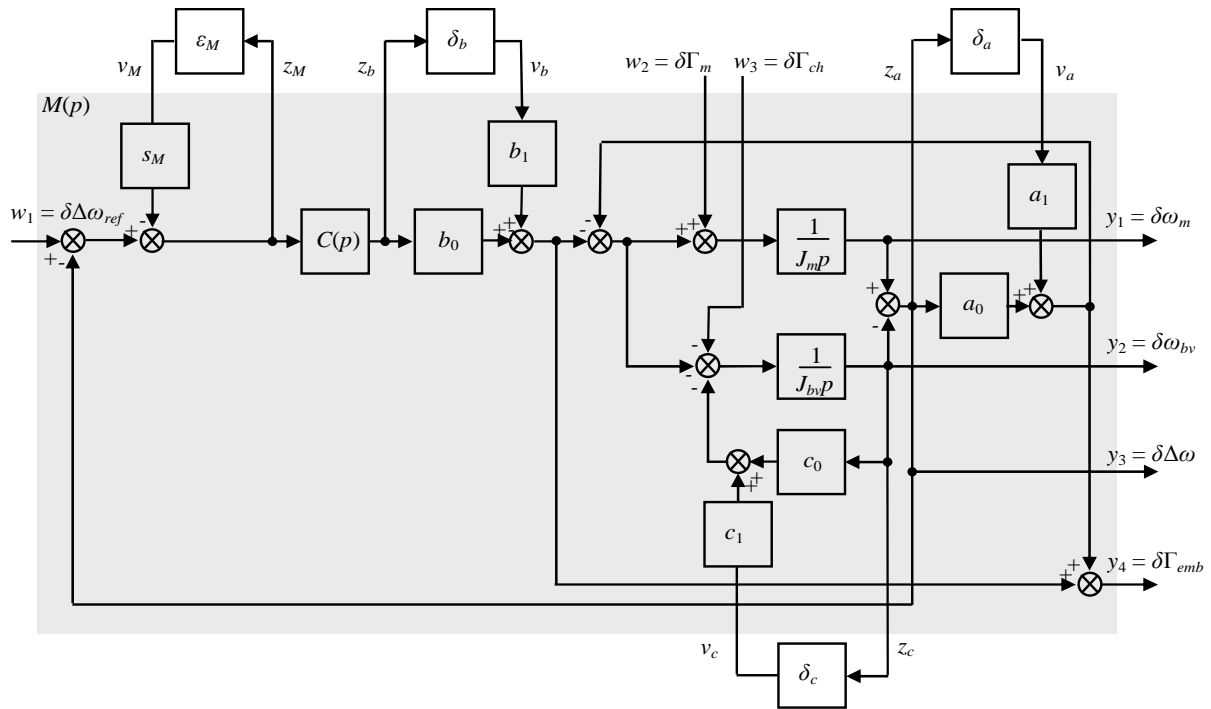 ε_M
δ_b
δ_a
v_M
z_M
z_b
v_b
w_2 = δΓ_m
w_3 = δΓ_ch
z_a
v_a
M(p)
s_M
b_1
a_1
w_1 = δΔω_ref
+
-
+
-
C(p)
b_0
+
+
-
-
+
+
1
J_m p
y_1 = δω_m
+
-
a_0
+
+
-
-
-
1
J_bv p
y_2 = δω_bv
c_0
+
+
y_3 = δΔω
c_1
+
+
y_4 = δΓ_emb
v_c
z_c
δ_c